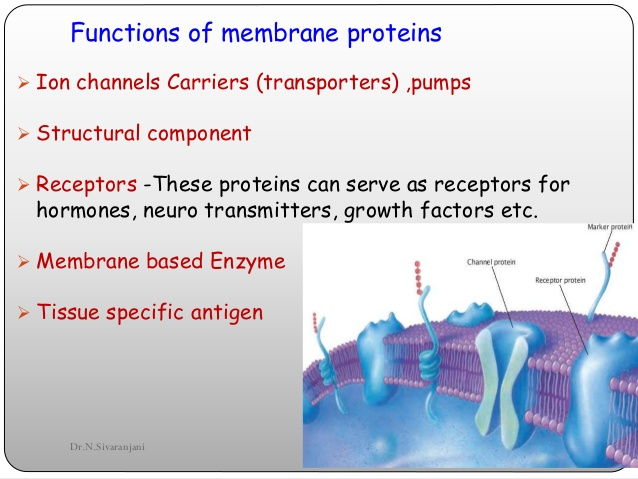 Functions of membrane proteins
➢ Ion channels Carriers (transporters) ,pumps
➢ Structural component
➢ Receptors -These proteins can serve as receptors for
hormones, neuro transmitters, growth factors etc.
➢ Membrane based Enzyme
➢ Tissue specific antigen
Marker protein
Channel protein
Receptor protein
Dr.N.Sivaranjani